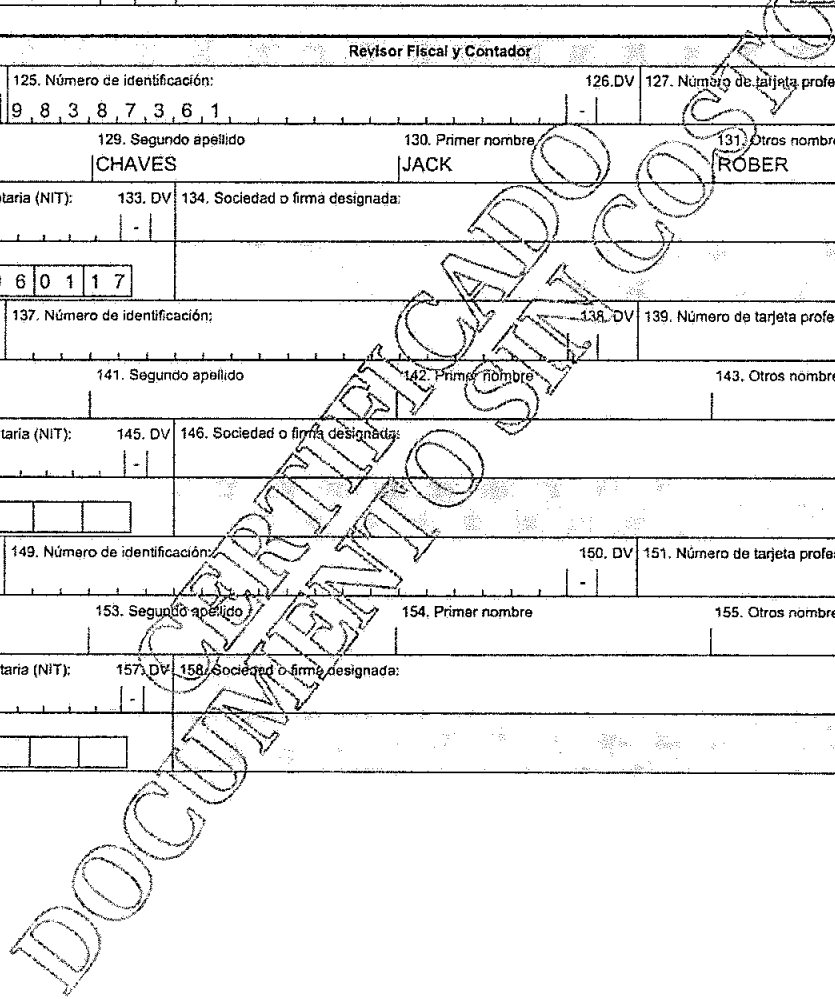 Revisor Fiscal y Contador
125. Número de identificación: 126. DV 127. Número de tarjeta profe
9 8 3 8 7 3 6 1 -
129. Segundo apellido 130. Primer nombre 131. Otros nombre
CHAVES JACK ROBER
taria (NIT): 133. DV 134. Sociedad o firma designada:
-
6 0 1 1 7
137. Número de identificación: 138. DV 139. Número de tarjeta profe
141. Segundo apellido 142. Primer nombre 143. Otros nombre
taria (NIT): 145. DV 146. Sociedad o firma designada:
-
149. Número de identificación: 150. DV 151. Número de tarjeta profe
-
153. Segundo apellido 154. Primer nombre 155. Otros nombre
taria (NIT): 157. DV 158. Sociedad o firma designada:
-
CERTIFICADO
DOCUMENTO SIN COSTO